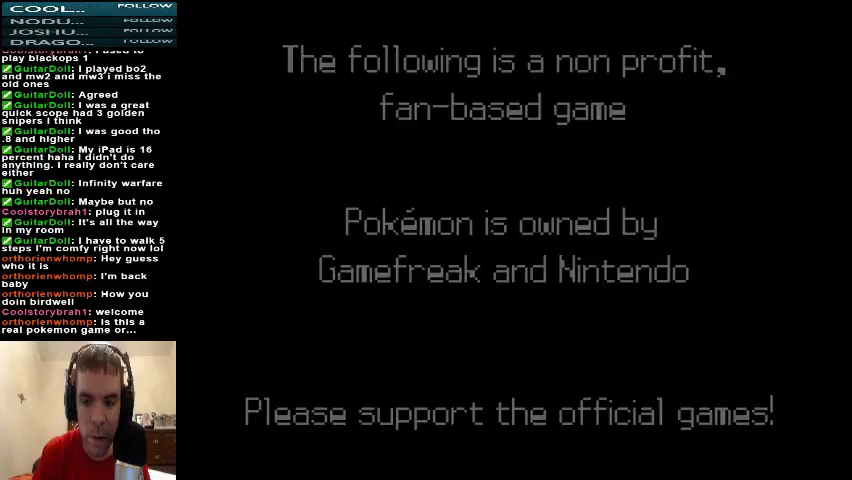 COOL... FOLLOW
NODU... FOLLOW
JOSHU... FOLLOW
DRAGO... FOLLOW
Coolstorybrah1: I used to
play blackops 1
GuitarDoll: I played bo2
and mw2 and mw3 i miss the
old ones
GuitarDoll: Agreed
GuitarDoll: I was a great
quick scope had 3 golden
snipers I think
GuitarDoll: I was good tho
.8 and higher
GuitarDoll: My iPad is 16
percent haha I didn't do
anything. I really don't care
either
GuitarDoll: Infinity warfare
huh yeah no
GuitarDoll: Maybe but no
Coolstorybrah1: plug it in
GuitarDoll: It's all the way
in my room
GuitarDoll: I have to walk 5
steps I'm comfy right now lol
orthorienwhomp: Hey guess
who it is
orthorienwhomp: I'm back
baby
orthorienwhomp: How you
doin birdwell
Coolstorybrah1: welcome
orthorienwhomp: Is this a
real pokemon game or...
The following is a non profit,
fan-based game
Pokémon is owned by
Gamefreak and Nintendo
Please support the official games!